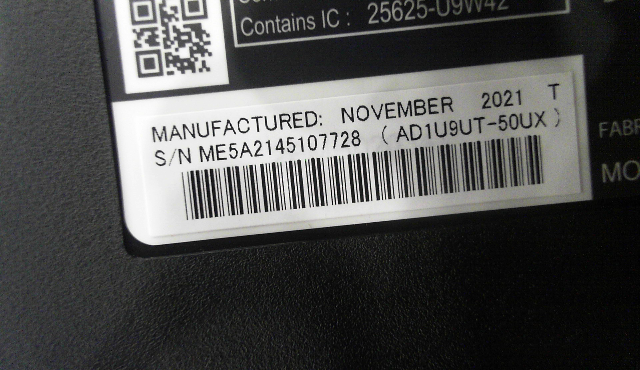 Contains IC : 25625-U9W42
MANUFACTURED: NOVEMBER 2021 T
S/N ME5A2145107728 ( AD1U9UT-50UX )
FABR
MO